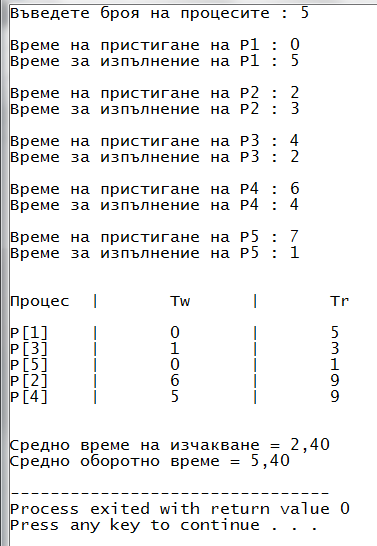 Въведете броя на процесите : 5
Време на пристигане на P1 : 0
Време за изпълнение на P1 : 5
Време на пристигане на P2 : 2
Време за изпълнение на P2 : 3
Време на пристигане на P3 : 4
Време за изпълнение на P3 : 2
Време на пристигане на P4 : 6
Време за изпълнение на P4 : 4
Време на пристигане на P5 : 7
Време за изпълнение на P5 : 1
Процес | Tw | Tr
P[1] | 0 | 5
P[3] | 1 | 3
P[5] | 0 | 1
P[2] | 6 | 9
P[4] | 5 | 9
Средно време на изчакване = 2,40
Средно оборотно време = 5,40
--------------------------------
Process exited with return value 0
Press any key to continue . . .